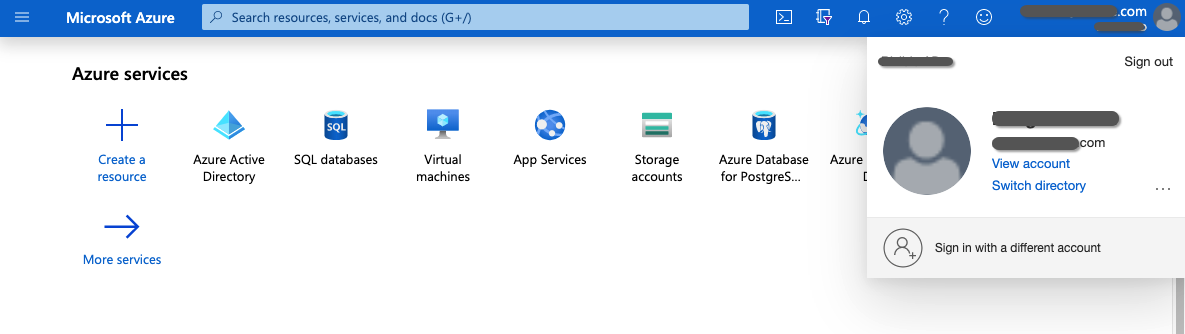 Microsoft Azure
Search resources, services, and docs (G+/)
.com
Sign out
Azure services
Create a
resource
Azure Active
Directory
SQL
SQL databases
Virtual
machines
App Services
Storage
accounts
Azure Database
for PostgreS...
Azure
D
com
View account
Switch directory
...
More services
Sign in with a different account